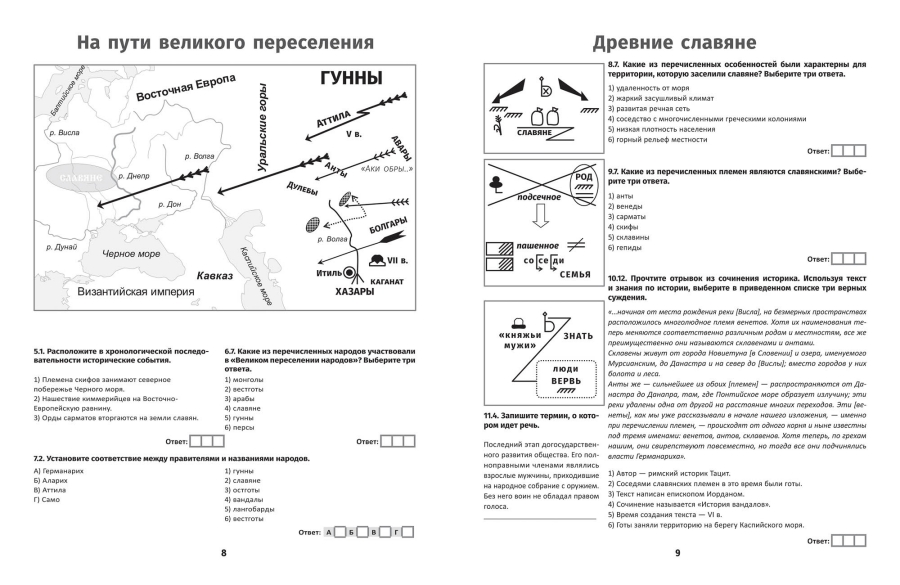 На пути великого переселения
Балтийское море
Восточная Европа
Уральские горы
ГУННЫ
АТТИЛА
V в.
АВАРЫ
«Аки обры..»
АНТЫ
ДУЛЕБЫ
р. Висла
р. Волга
СЛАВЯНЕ
р. Днепр
р. Дон
р. Дунай
Черное море
Кавказ
Каспийское море
Византийская империя
р. Волга
БОЛГАРЫ
VII в.
Итиль
КАГАНАТ
ХАЗАРЫ
5.1. Расположите в хронологической последо-
вательности исторические события.
1) Племена скифов занимают северное
побережье Черного моря.
2) Нашествие киммерийцев на Восточно-
Европейскую равнину.
3) Орды сарматов вторгаются на земли славян.
Ответ:
6.7. Какие из перечисленных народов участвовали
в «Великом переселении народов»? Выберите три
ответа.
1) монголы
2) вестготы
3) арабы
4) славяне
5) гунны
6) персы
Ответ:
7.2. Установите соответствие между правителями и названиями народов.
А) Германарих
Б) Аларих
В) Аттила
Г) Само
1) гунны
2) славяне
3) остготы
4) вандалы
5) лангобарды
6) вестготы
Ответ: А Б В Г
8
Древние славяне
СЛАВЯНЕ
8.7. Какие из перечисленных особенностей были характерны для
территории, которую заселили славяне? Выберите три ответа.
1) удаленность от моря
2) жаркий засушливый климат
3) развитая речная сеть
4) соседство с многочисленными греческими колониями
5) низкая плотность населения
6) горный рельеф местности
Ответ:
РОД
подсечное
пашенное
со се ди
СЕМЬЯ
9.7. Какие из перечисленных племен являются славянскими? Выбе-
рите три ответа.
1) анты
2) венеды
3) сарматы
4) скифы
5) склавины
6) гепиды
Ответ:
«княжьи
мужи»
ЗНАТЬ
люди
ВЕРВЬ
10.12. Прочтите отрывок из сочинения историка. Используя текст
и знания по истории, выберите в приведенном списке три верных
суждения.
«…начиная от места рождения реки [Висла], на безмерных пространствах
расположилось многолюдное племя венетов. Хотя их наименования те-
перь меняются соответственно различным родам и местностям, все же
преимущественно они называются склавенами и антами.
Склавены живут от города Новиетуна [в Словении] и озера, именуемого
Мурсианским, до Данастра и на север до [Вислы]; вместо городов у них
болота и леса.
Анты же — сильнейшее из обоих [племен] — распространяются от Да-
настра до Данапра, там, где Понтийское море образует излучину; эти
реки удалены одна от другой на расстояние многих переходов. Эти [ве-
неты], как мы уже рассказывали в начале нашего изложения, — именно
при перечислении племен, — происходят от одного корня и ныне известны
под тремя именами: венетов, антов, склавенов. Хотя теперь, по грехам
нашим, они свирепствуют повсеместно, но тогда все они подчинялись
власти Германариха».
1) Автор — римский историк Тацит.
2) Соседями славянских племен в это время были готы.
3) Текст написан епископом Иорданом.
4) Сочинение называется «История вандалов».
5) Время создания текста — VI в.
6) Готы заняли территорию на берегу Каспийского моря.
Ответ:
11.4. Запишите термин, о кото-
ром идет речь.
Последний этап догосударствен-
ного развития общества. Его пол-
ноправными членами являлись
взрослые мужчины, приходившие
на народное собрание с оружием.
Без него воин не обладал правом
голоса.
9